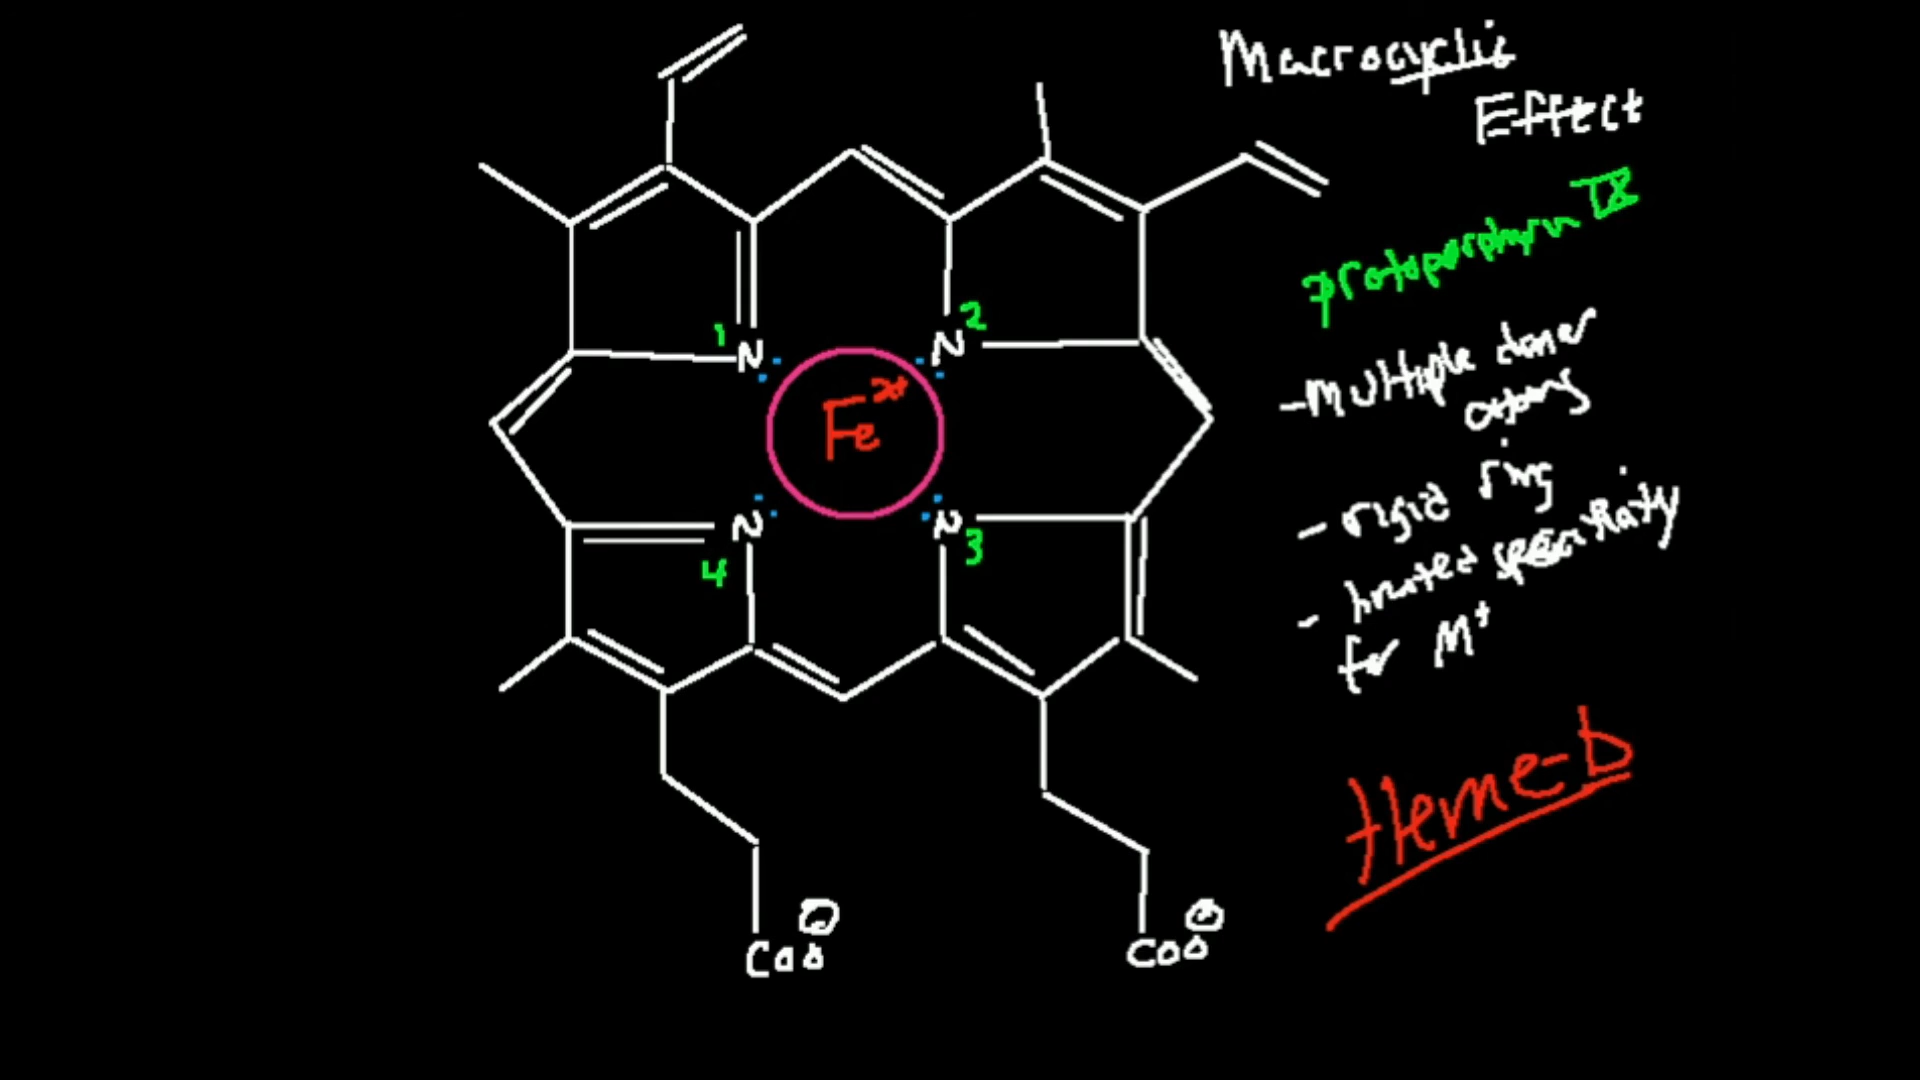 Macrocyclic
Effect
protoporphyrin IX
- Multiple donor
atoms
- rigid ring
- limited specificity
for M+
1 N
N 2
Fe2+
4 N
N 3
Heme-b
COO⊖
COO⊖